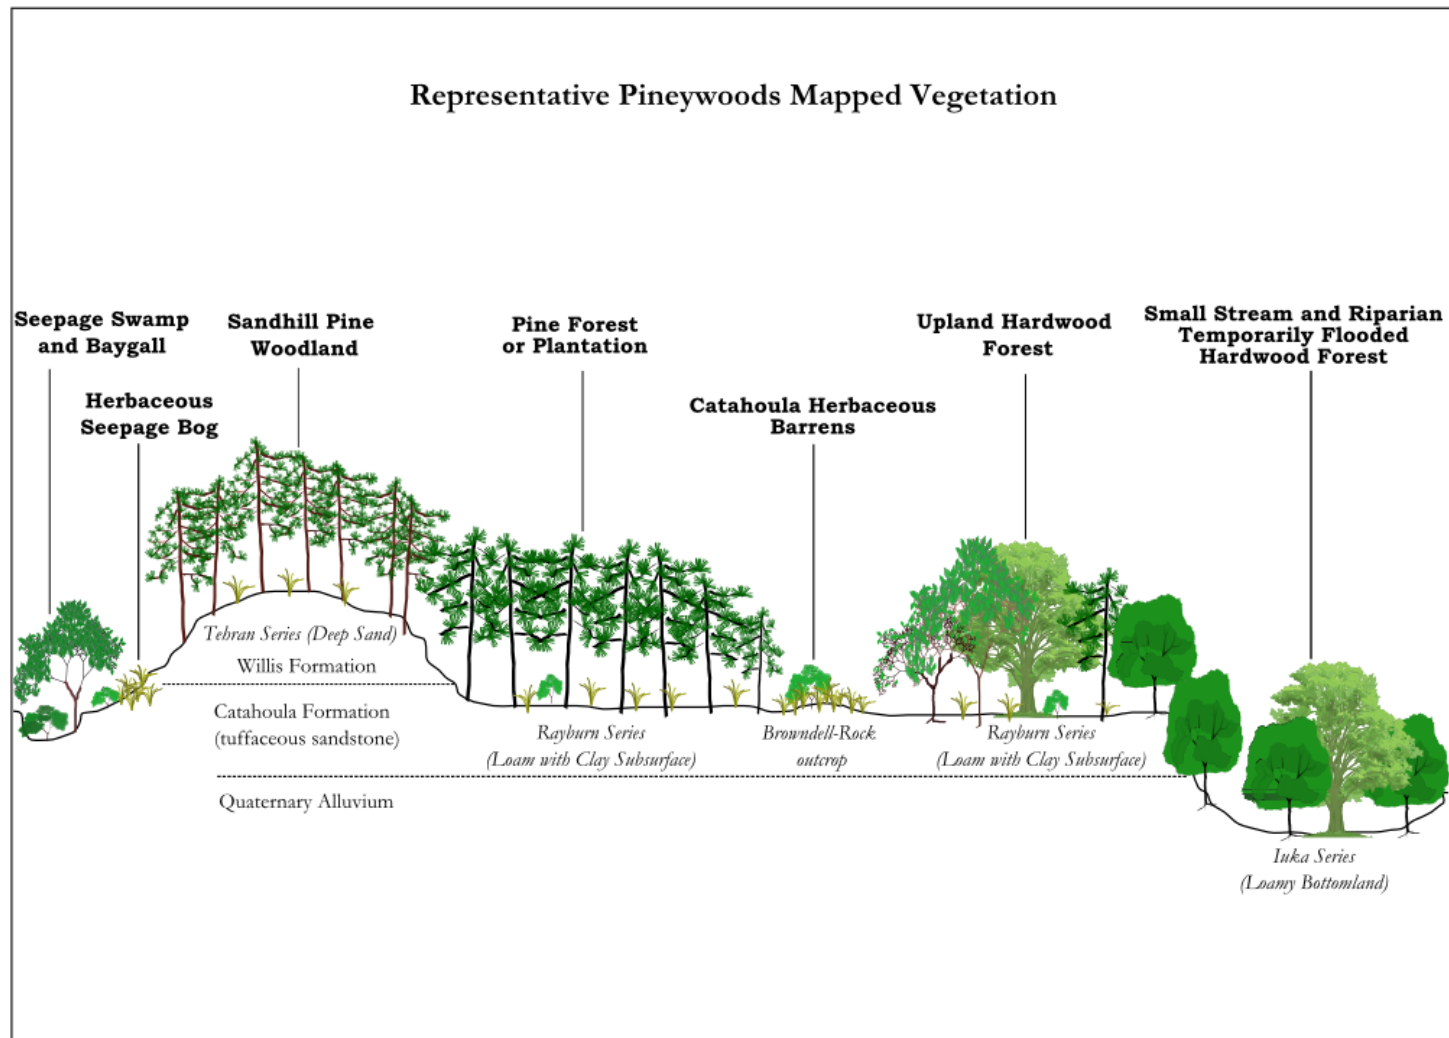 Representative Pineywoods Mapped Vegetation
Seepage Swamp
and Baygall
Herbaceous
Seepage Bog
Sandhill Pine
Woodland
Pine Forest
or Plantation
Catahoula Herbaceous
Barrens
Upland Hardwood
Forest
Small Stream and Riparian
Temporarily Flooded
Hardwood Forest
Tehran Series (Deep Sand)
Willis Formation
Catahoula Formation
(tuffaceous sandstone)
Quaternary Alluvium
Rayburn Series
(Loam with Clay Subsurface)
Browndell-Rock
outcrop
Rayburn Series
(Loam with Clay Subsurface)
Iuka Series
(Loamy Bottomland)